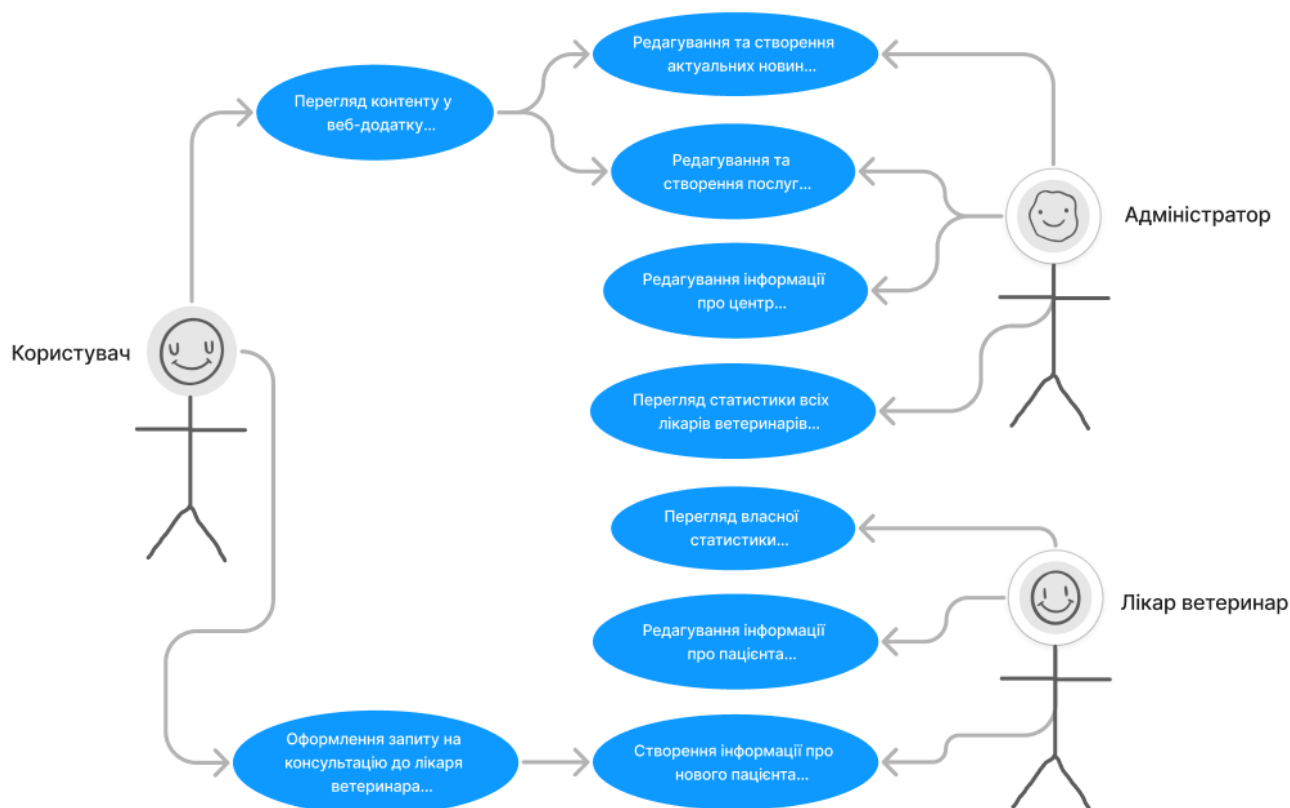 Редагування та створення
актуальних новин...
Перегляд контенту у
веб-додатку...
Редагування та
створення послуг...
Адміністратор
Редагування інформації
про центр...
Користувач
Перегляд статистики всіх
лікарів ветеринарів...
Перегляд власної
статистики...
Лікар ветеринар
Редагування інформації
про пацієнта...
Оформлення запиту на
консультацію до лікаря
ветеринара...
Створення інформації про
нового пацієнта...